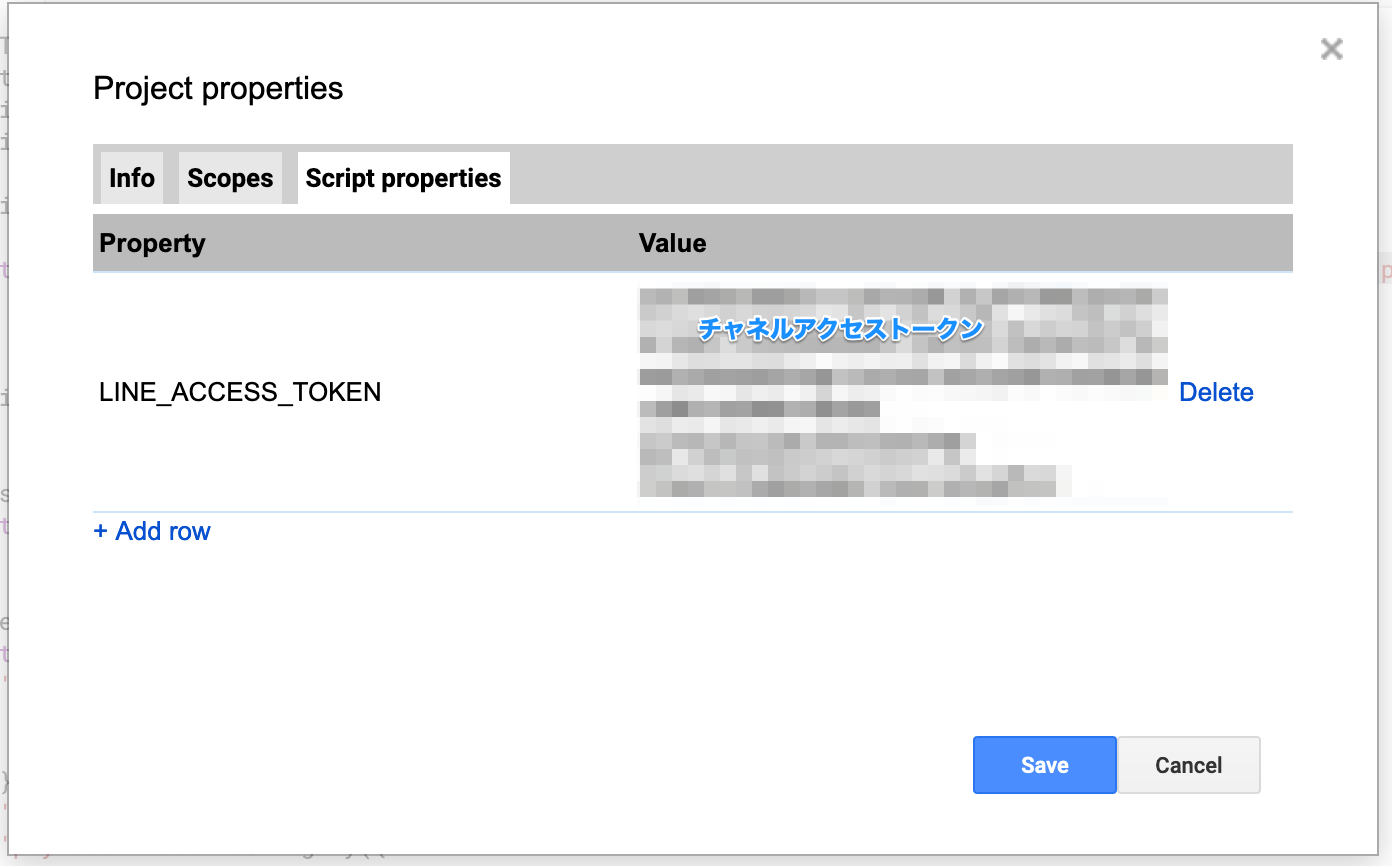 Project properties
Info Scopes Script properties
Property Value
チャネルアクセストークン
LINE_ACCESS_TOKEN Delete
+ Add row
Save Cancel